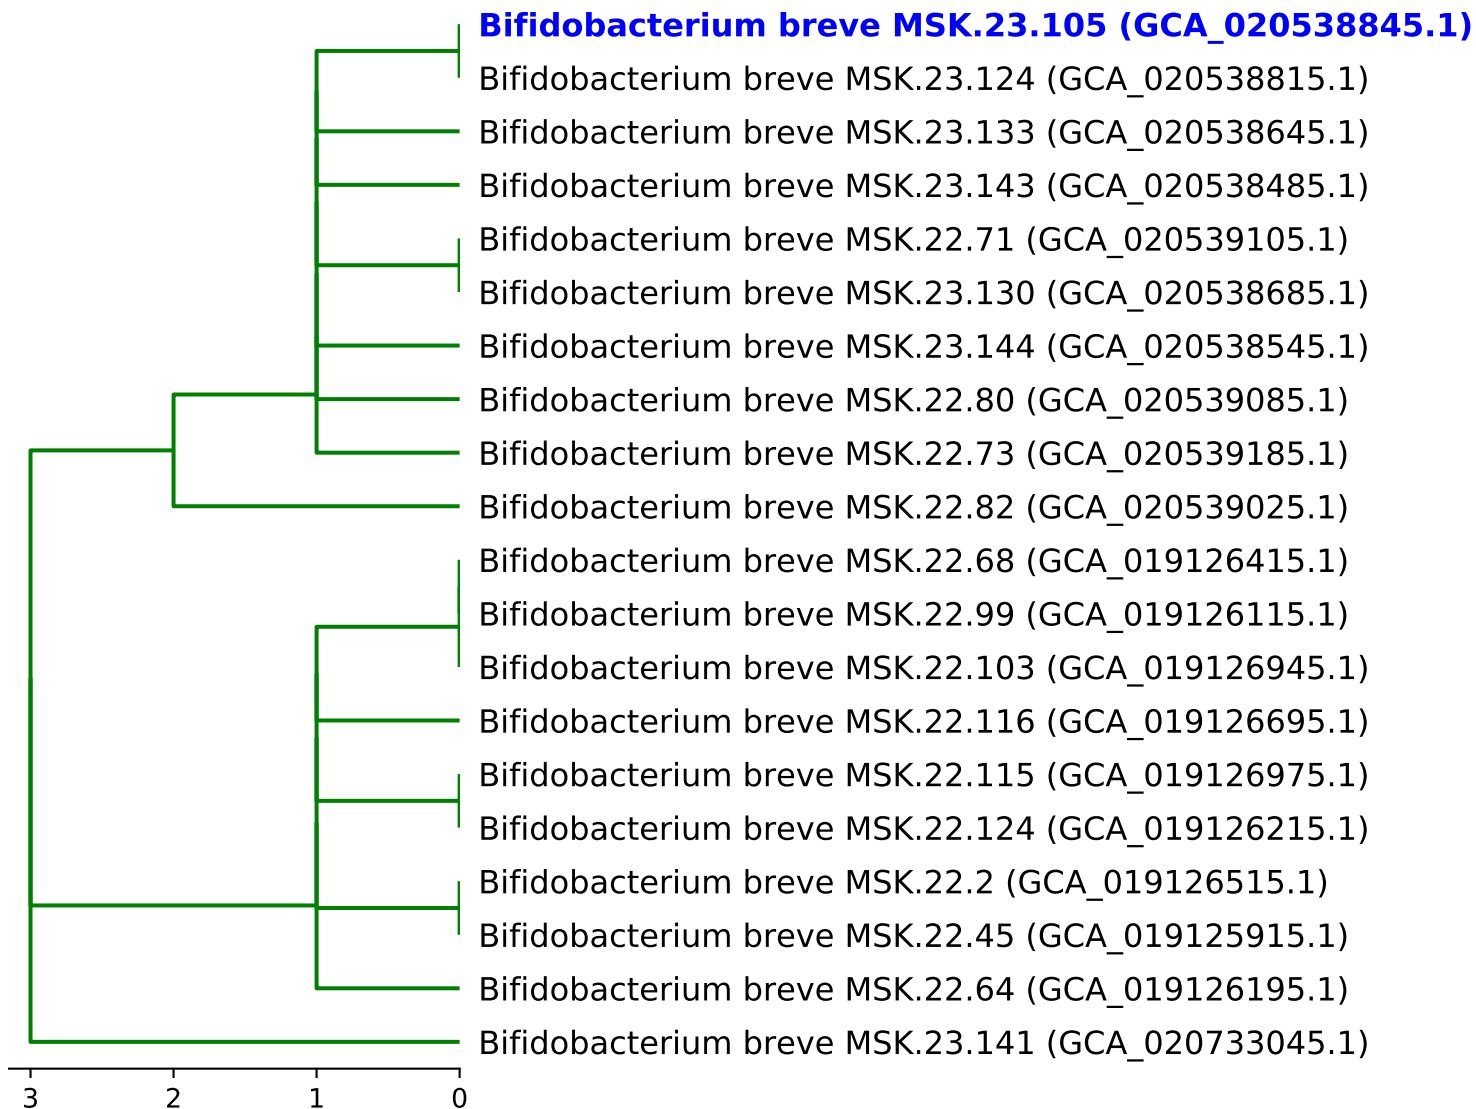 Bifidobacterium breve MSK.23.105 (GCA_020538845.1)
Bifidobacterium breve MSK.23.124 (GCA_020538815.1)
Bifidobacterium breve MSK.23.133 (GCA_020538645.1)
Bifidobacterium breve MSK.23.143 (GCA_020538485.1)
Bifidobacterium breve MSK.22.71 (GCA_020539105.1)
Bifidobacterium breve MSK.23.130 (GCA_020538685.1)
Bifidobacterium breve MSK.23.144 (GCA_020538545.1)
Bifidobacterium breve MSK.22.80 (GCA_020539085.1)
Bifidobacterium breve MSK.22.73 (GCA_020539185.1)
Bifidobacterium breve MSK.22.82 (GCA_020539025.1)
Bifidobacterium breve MSK.22.68 (GCA_019126415.1)
Bifidobacterium breve MSK.22.99 (GCA_019126115.1)
Bifidobacterium breve MSK.22.103 (GCA_019126945.1)
Bifidobacterium breve MSK.22.116 (GCA_019126695.1)
Bifidobacterium breve MSK.22.115 (GCA_019126975.1)
Bifidobacterium breve MSK.22.124 (GCA_019126215.1)
Bifidobacterium breve MSK.22.2 (GCA_019126515.1)
Bifidobacterium breve MSK.22.45 (GCA_019125915.1)
Bifidobacterium breve MSK.22.64 (GCA_019126195.1)
Bifidobacterium breve MSK.23.141 (GCA_020733045.1)
3 2 1 0